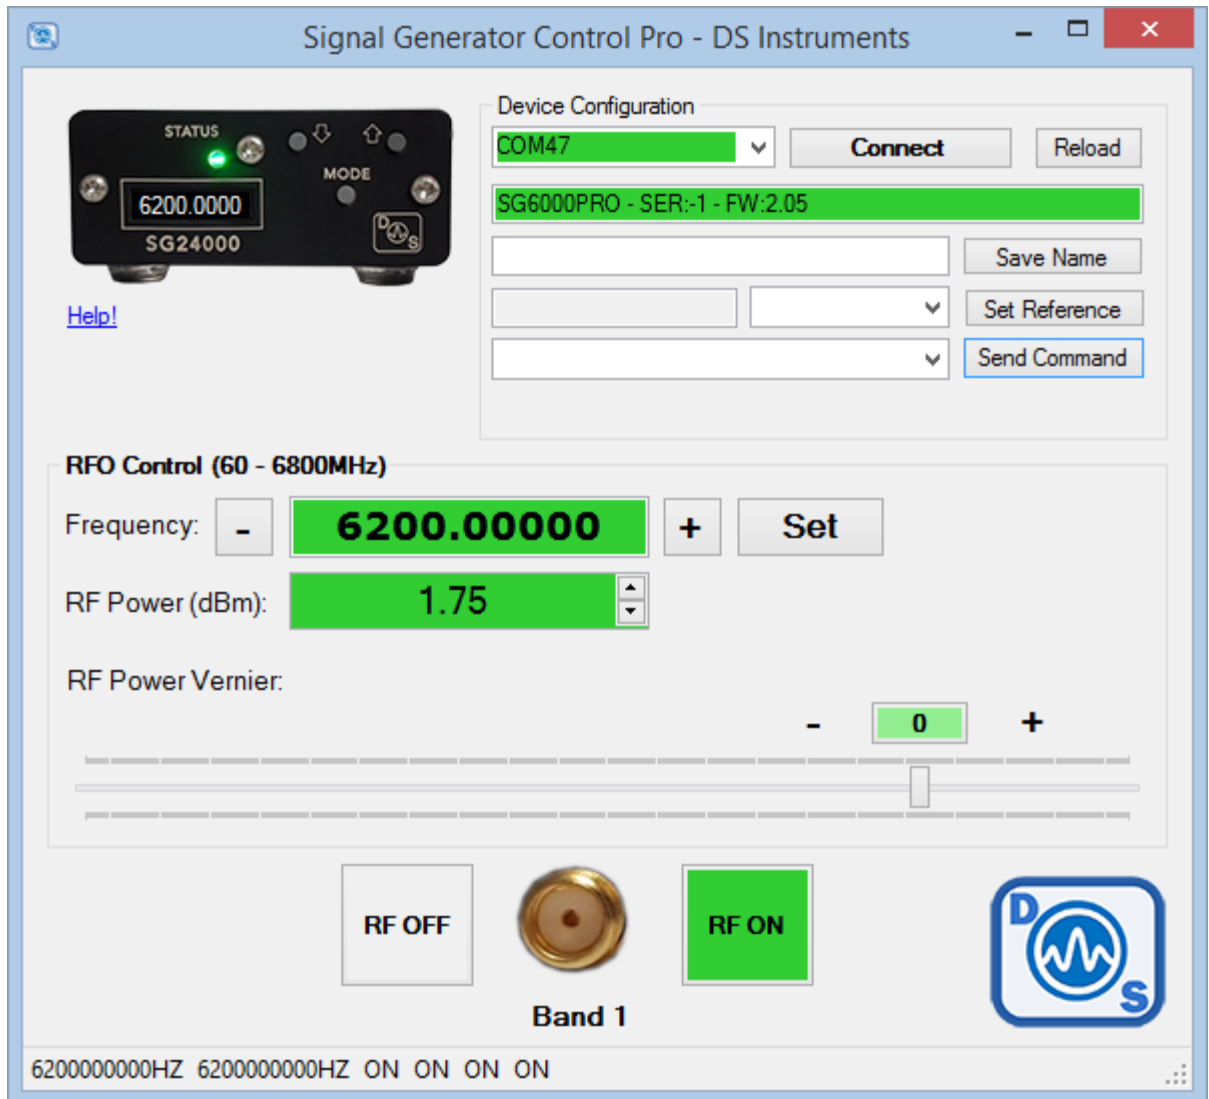 Signal Generator Control Pro - DS Instruments
STATUS
MODE
6200.0000
SG24000
D S
Help!
Device Configuration
COM47
Connect
Reload
SG6000PRO - SER:-1 - FW:2.05
Save Name
Set Reference
Send Command
RFO Control (60 - 6800MHz)
Frequency: - 6200.00000 + Set
RF Power (dBm): 1.75
RF Power Vernier:
- 0 +
RF OFF
RF ON
Band 1
D S
6200000000HZ 6200000000HZ ON ON ON ON